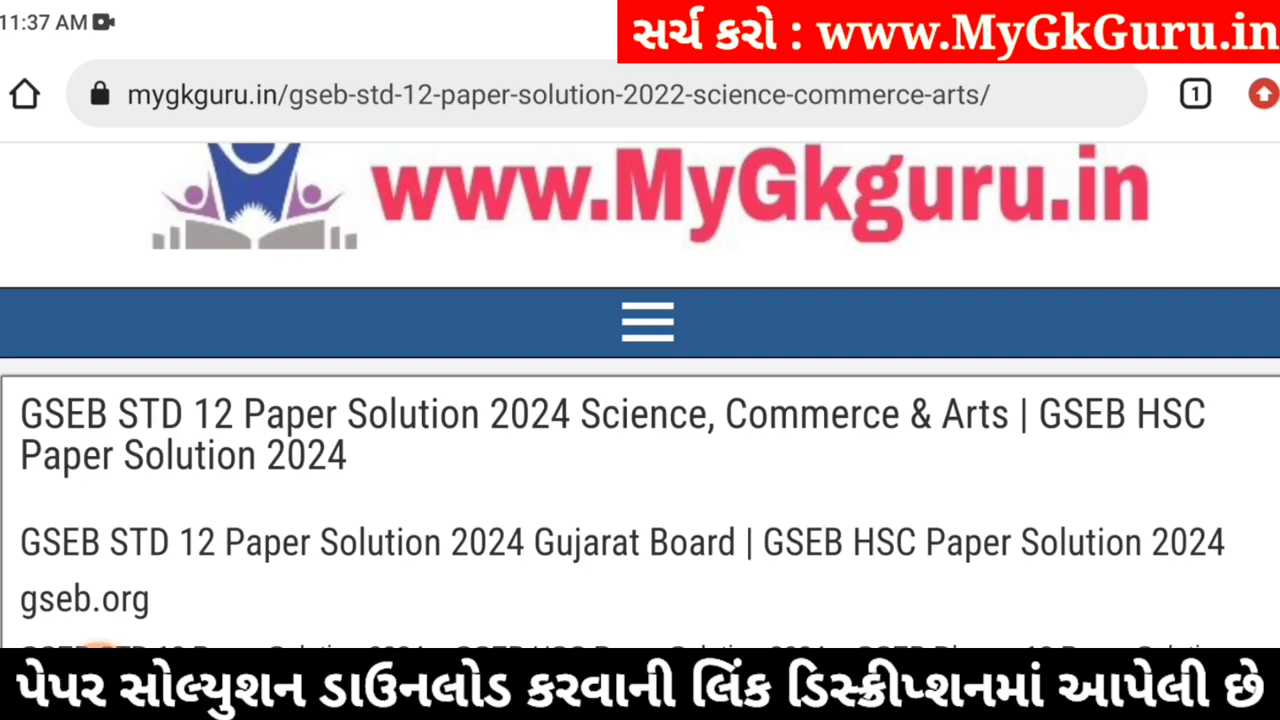 11:37 AM
સર્ચ કરો : www.MyGkGuru.in
mygkguru.in/gseb-std-12-paper-solution-2022-science-commerce-arts/
1
www.MyGkguru.in
GSEB STD 12 Paper Solution 2024 Science, Commerce & Arts | GSEB HSC
Paper Solution 2024
GSEB STD 12 Paper Solution 2024 Gujarat Board | GSEB HSC Paper Solution 2024
gseb.org
પેપર સોલ્યુશન ડાઉનલોડ કરવાની લિંક ડિસ્ક્રીપ્શનમાં આપેલી છે